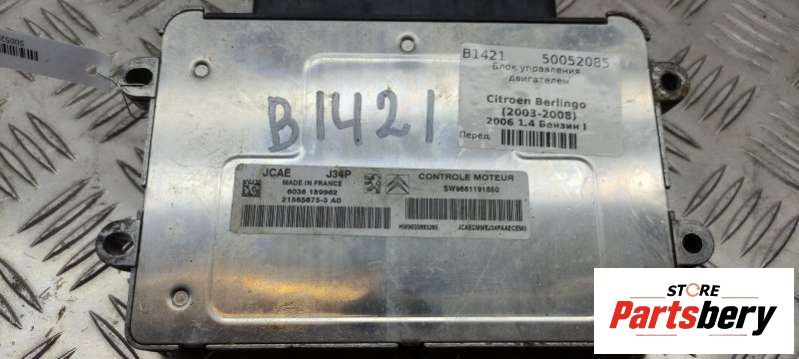 B1421 50052085
Блок управления
двигателем
Citroen Berlingo
(2003-2008)
2006 1.4 Бензин I
Перед.
B1421
JCAE J34P
MADE IN FRANCE
6036 189962
21585675-3 A0
CONTROLE MOTEUR
SW9661191880
STORE
Partsbery